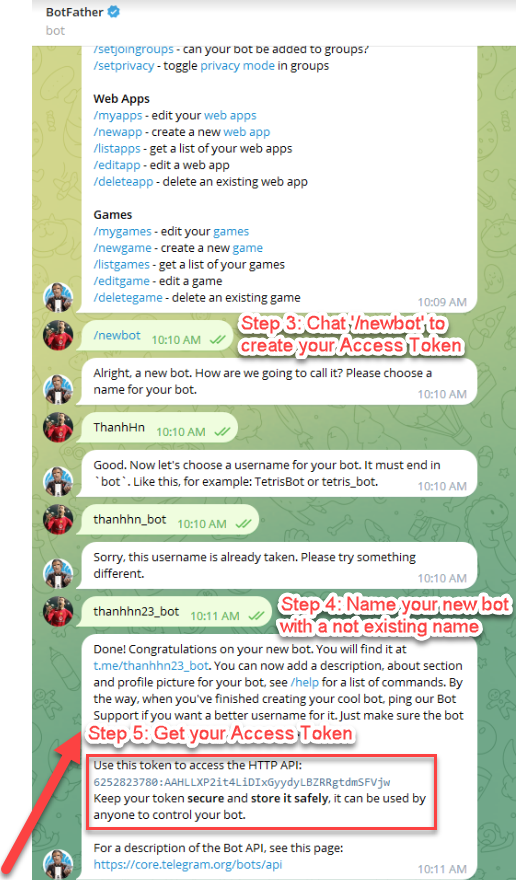 BotFather
bot
/setjoingroups - can your bot be added to groups?
/setprivacy - toggle privacy mode in groups
Web Apps
/myapps - edit your web apps
/newapp - create a new web app
/listapps - get a list of your web apps
/editapp - edit a web app
/deleteapp - delete an existing web app
Games
/mygames - edit your games
/newgame - create a new game
/listgames - get a list of your games
/editgame - edit a game
/deletegame - delete an existing game
10:09 AM
Step 3: Chat '/newbot' to
create your Access Token
/newbot 10:10 AM
Alright, a new bot. How are we going to call it? Please choose a
name for your bot.
10:10 AM
ThanhHn 10:10 AM
Good. Now let's choose a username for your bot. It must end in
`bot`. Like this, for example: TetrisBot or tetris_bot.
10:10 AM
thanhhn_bot 10:10 AM
Sorry, this username is already taken. Please try something
different.
10:10 AM
thanhhn23_bot 10:11 AM
Step 4: Name your new bot
with a not existing name
Done! Congratulations on your new bot. You will find it at
t.me/thanhhn23_bot. You can now add a description, about section
and profile picture for your bot, see /help for a list of commands. By
the way, when you've finished creating your cool bot, ping our Bot
Support if you want a better username for it. Just make sure the bot
Step 5: Get your Access Token
Use this token to access the HTTP API:
6252823780:AAHLLXP2it4LiDIxGyydyLBZRRgtdmSFVjw
Keep your token secure and store it safely, it can be used by
anyone to control your bot.
For a description of the Bot API, see this page:
https://core.telegram.org/bots/api
10:11 AM